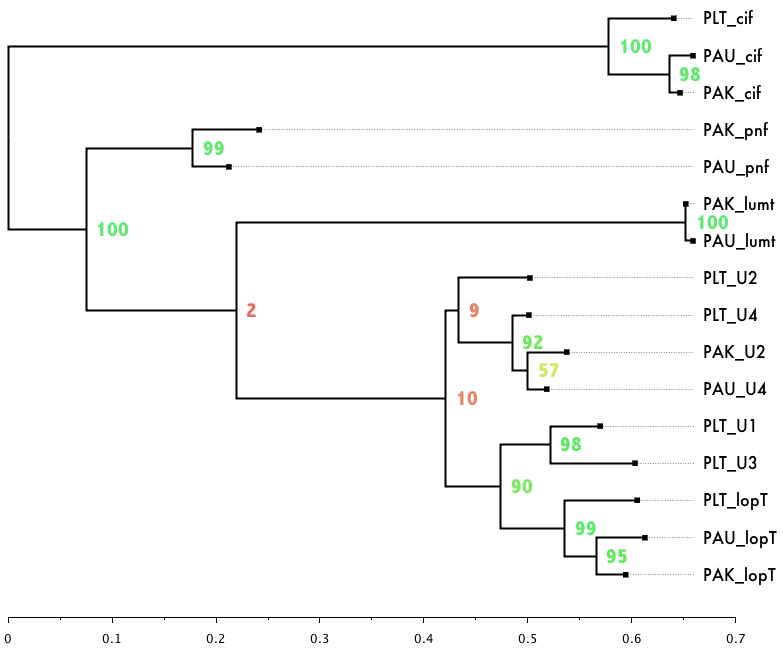 PLT_cif
100
PAU_cif
98
PAK_cif
PAK_pnf
99
PAU_pnf
PAK_lumt
100
100
PAU_lumt
PLT_U2
2
9
PLT_U4
92
PAK_U2
57
PAU_U4
10
PLT_U1
98
PLT_U3
90
PLT_lopT
99
PAU_lopT
95
PAK_lopT
0 0.1 0.2 0.3 0.4 0.5 0.6 0.7